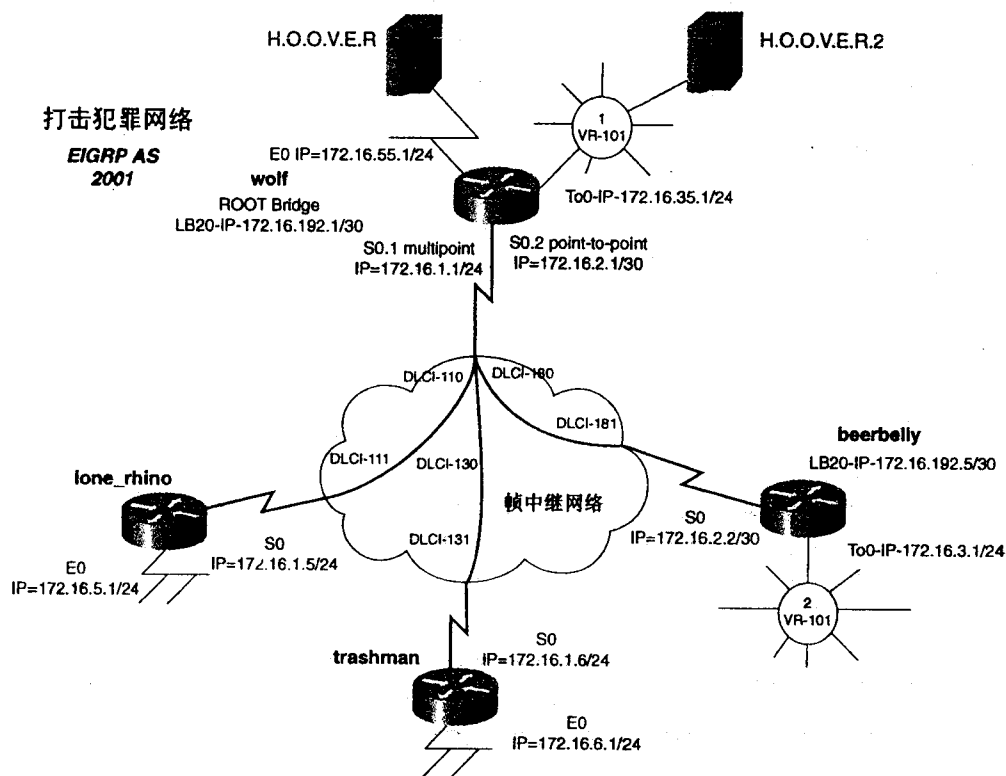 H.O.O.V.E.R
H.O.O.V.E.R.2
打击犯罪网络
EIGRP AS
2001
1
VR-101
E0 IP=172.16.55.1/24
wolf
ROOT Bridge
LB20-IP-172.16.192.1/30
To0-IP-172.16.35.1/24
S0.1 multipoint
IP=172.16.1.1/24
S0.2 point-to-point
IP=172.16.2.1/30
DLCI-110
DLCI-180
DLCI-181
beerbelly
LB20-IP-172.16.192.5/30
DLCI-111
DLCI-130
lone_rhino
帧中继网络
S0
IP=172.16.2.2/30
DLCI-131
To0-IP-172.16.3.1/24
S0
IP=172.16.1.5/24
E0
IP=172.16.5.1/24
2
VR-101
trashman
S0
IP=172.16.1.6/24
E0
IP=172.16.6.1/24